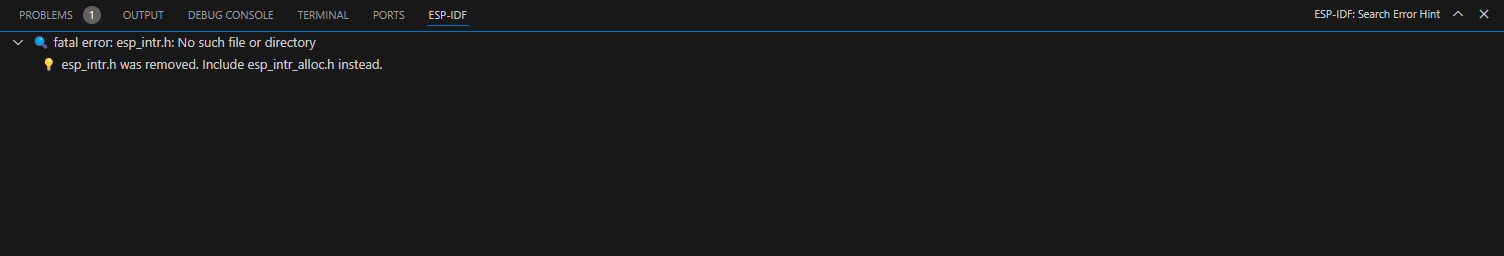 PROBLEMS 1 OUTPUT DEBUG CONSOLE TERMINAL PORTS ESP-IDF ESP-IDF: Search Error Hint
fatal error: esp_intr.h: No such file or directory
esp_intr.h was removed. Include esp_intr_alloc.h instead.